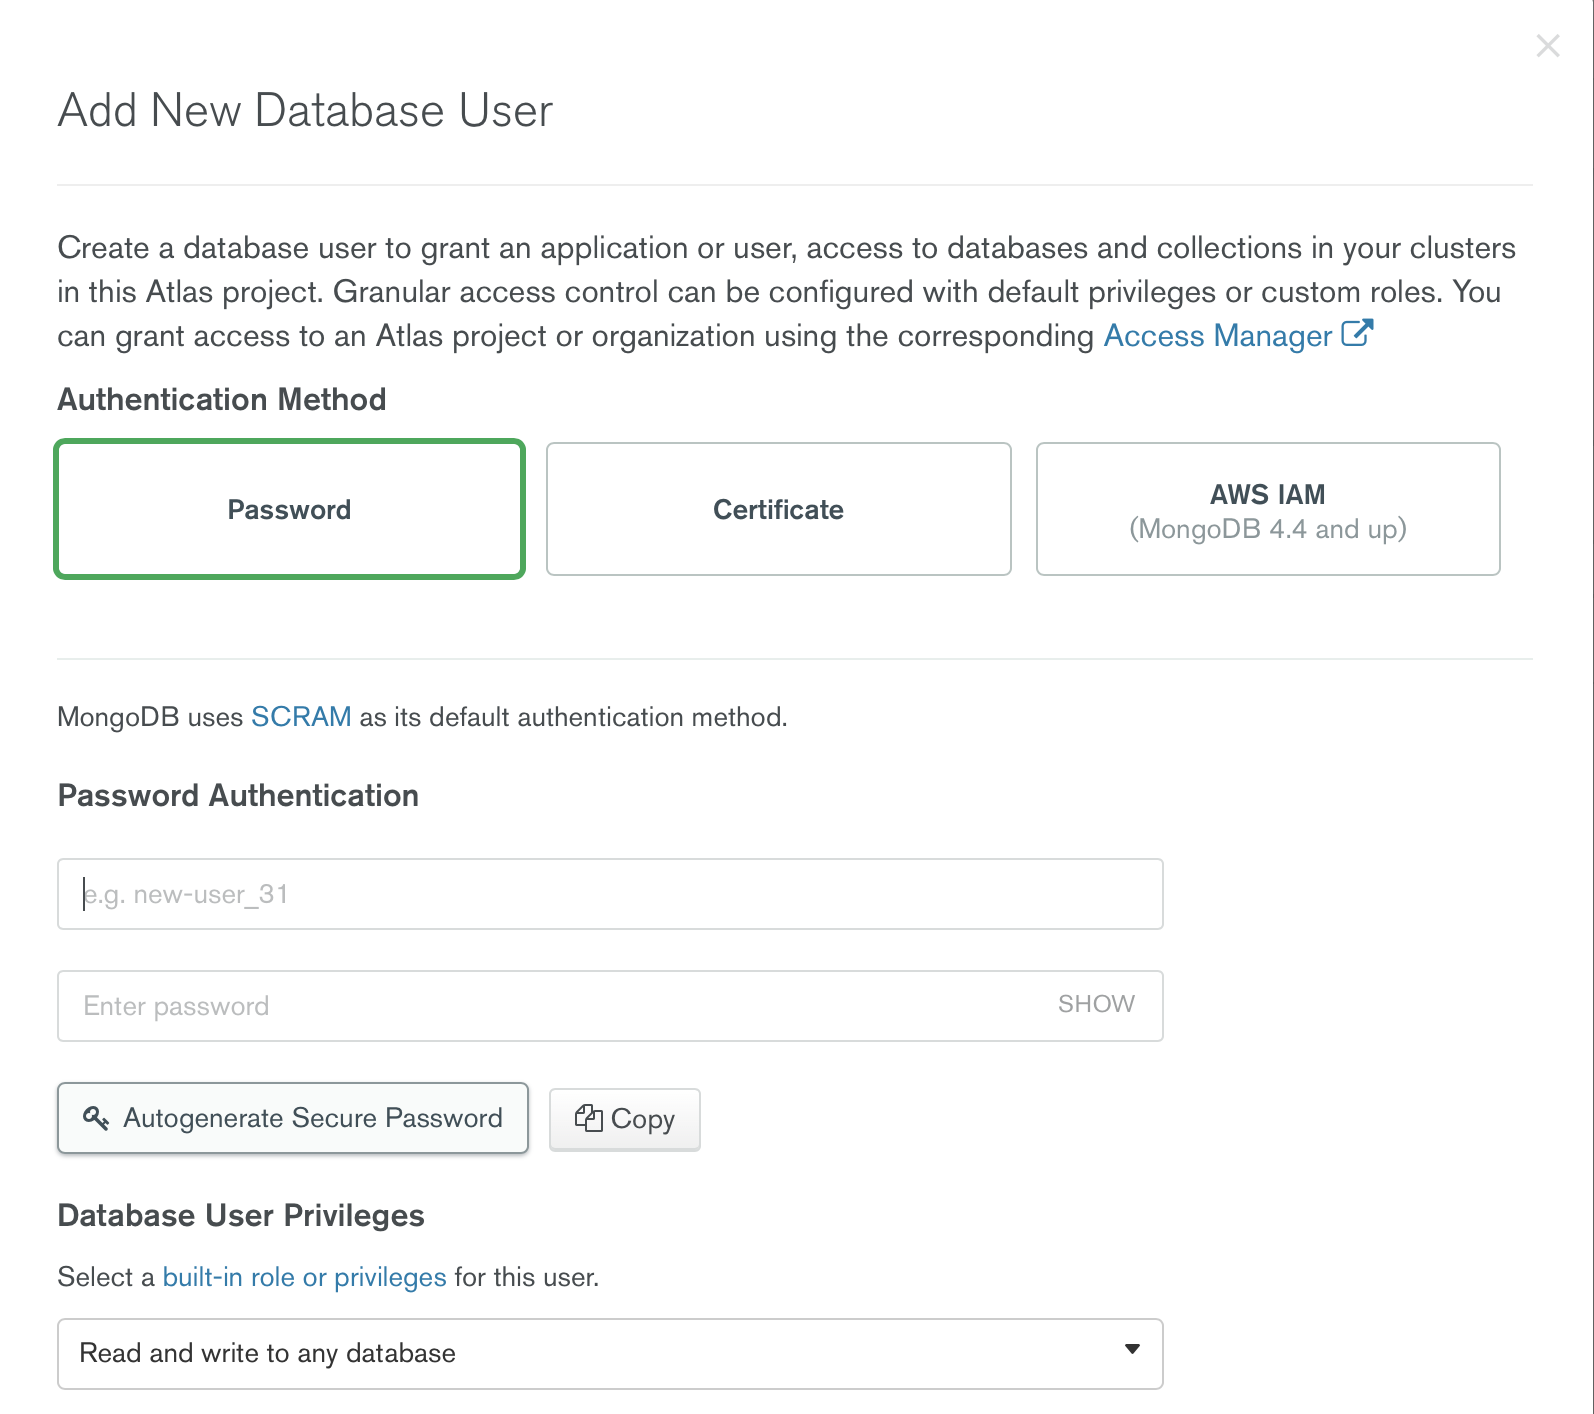 Add New Database User
Create a database user to grant an application or user, access to databases and collections in your clusters
in this Atlas project. Granular access control can be configured with default privileges or custom roles. You
can grant access to an Atlas project or organization using the corresponding Access Manager
Authentication Method
Password
Certificate
AWS IAM
(MongoDB 4.4 and up)
MongoDB uses SCRAM as its default authentication method.
Password Authentication
e.g. new-user_31
Enter password SHOW
Autogenerate Secure Password Copy
Database User Privileges
Select a built-in role or privileges for this user.
Read and write to any database